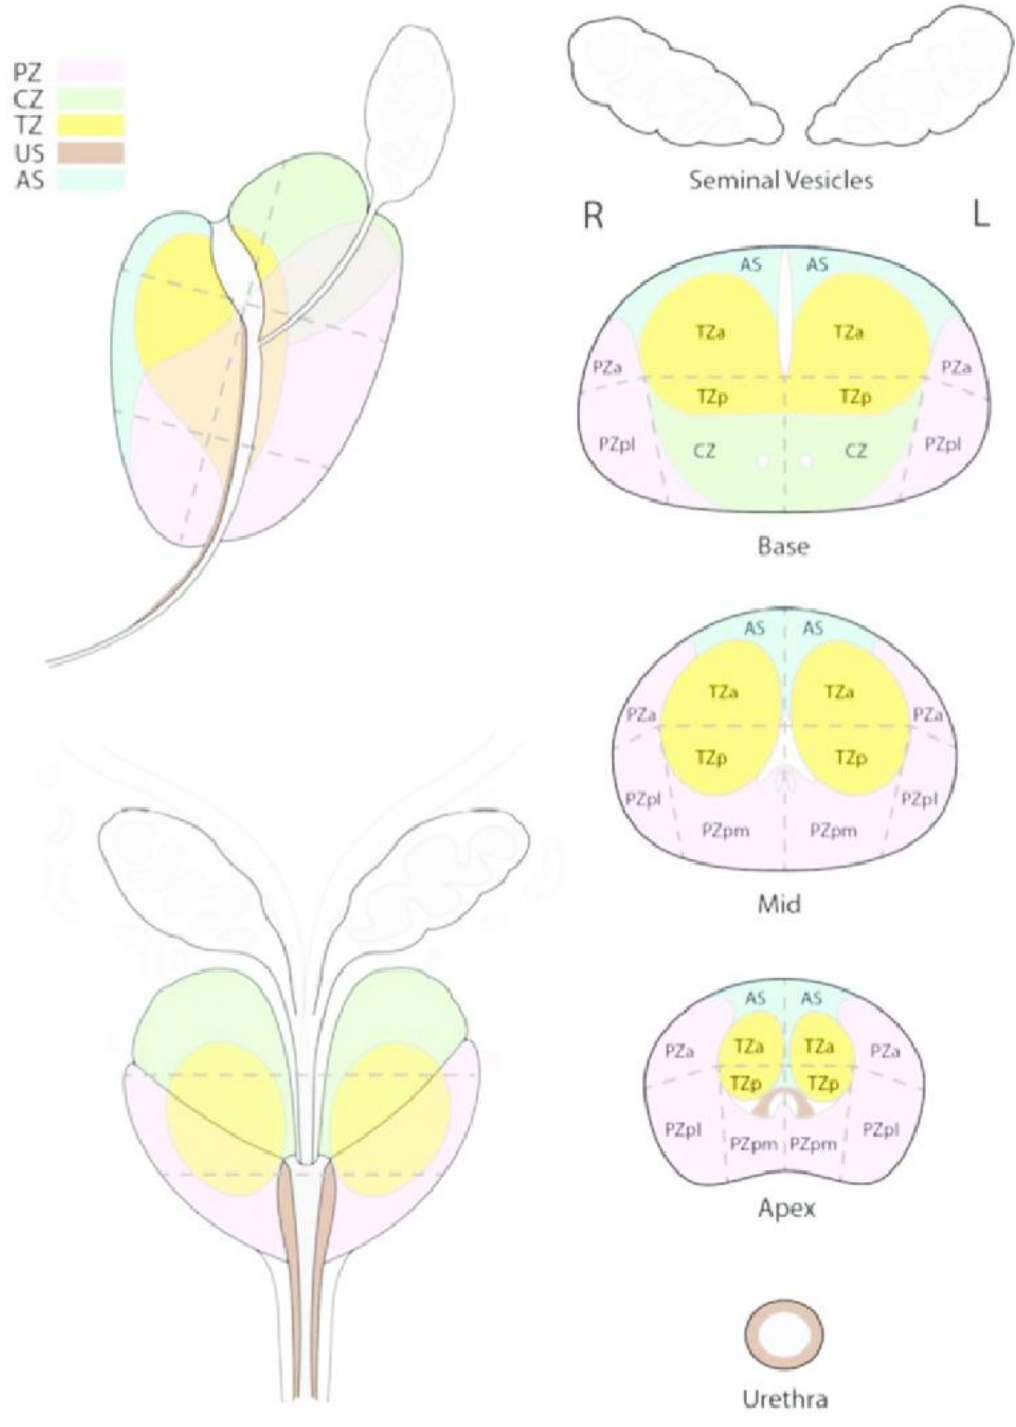 PZ
CZ
TZ
US
AS
Seminal Vesicles
R L
AS AS
TZa TZa
PZa PZa
TZp TZp
PZpl CZ CZ PZpl
Base
AS AS
TZa TZa
PZa PZa
TZp TZp
PZpl PZpl
PZpm PZpm
Mid
AS AS
PZa TZa TZa PZa
TZp TZp
PZpl PZpl
PZpm PZpm
Apex
Urethra